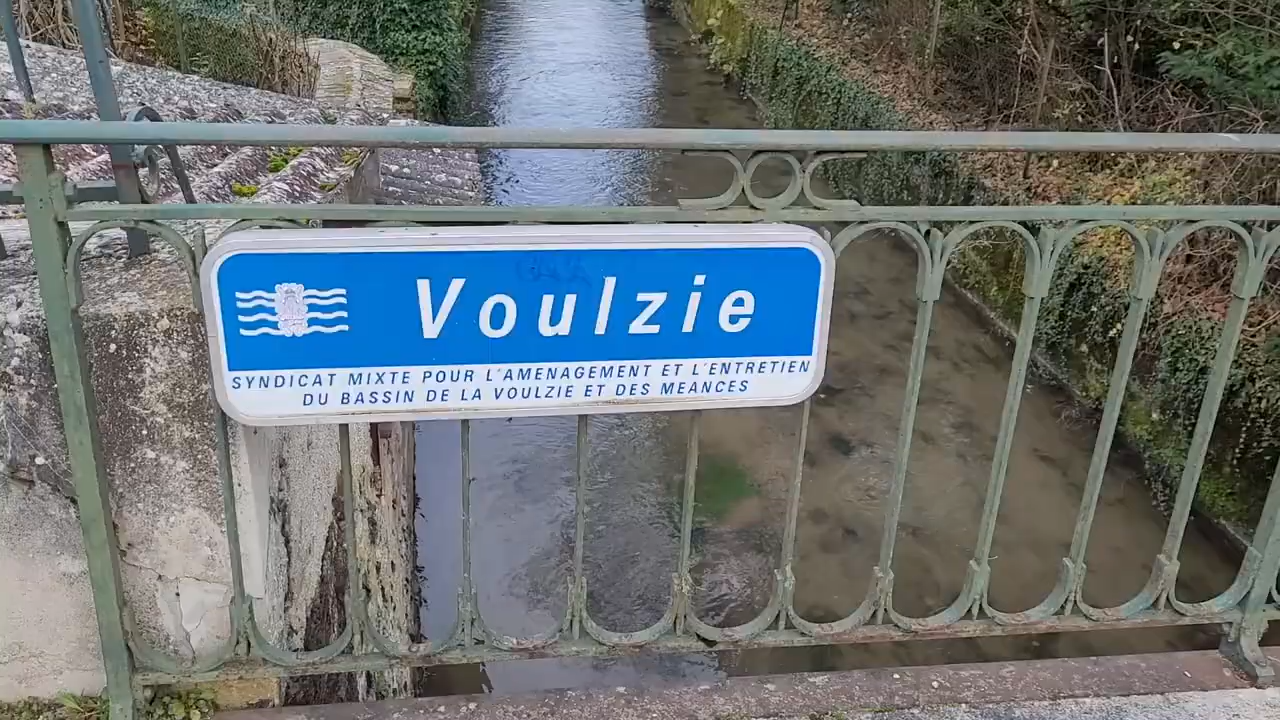 Voulzie
SYNDICAT MIXTE POUR L'AMENAGEMENT ET L'ENTRETIEN
DU BASSIN DE LA VOULZIE ET DES MEANCES